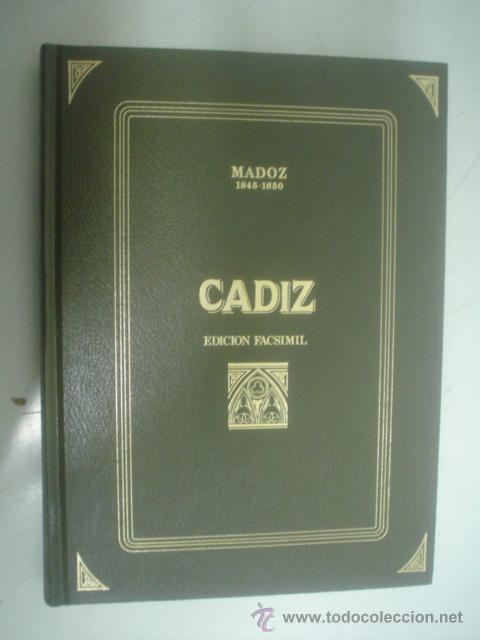 MADOZ
1845-1850
CADIZ
EDICION FACSIMIL
www.todocoleccion.net